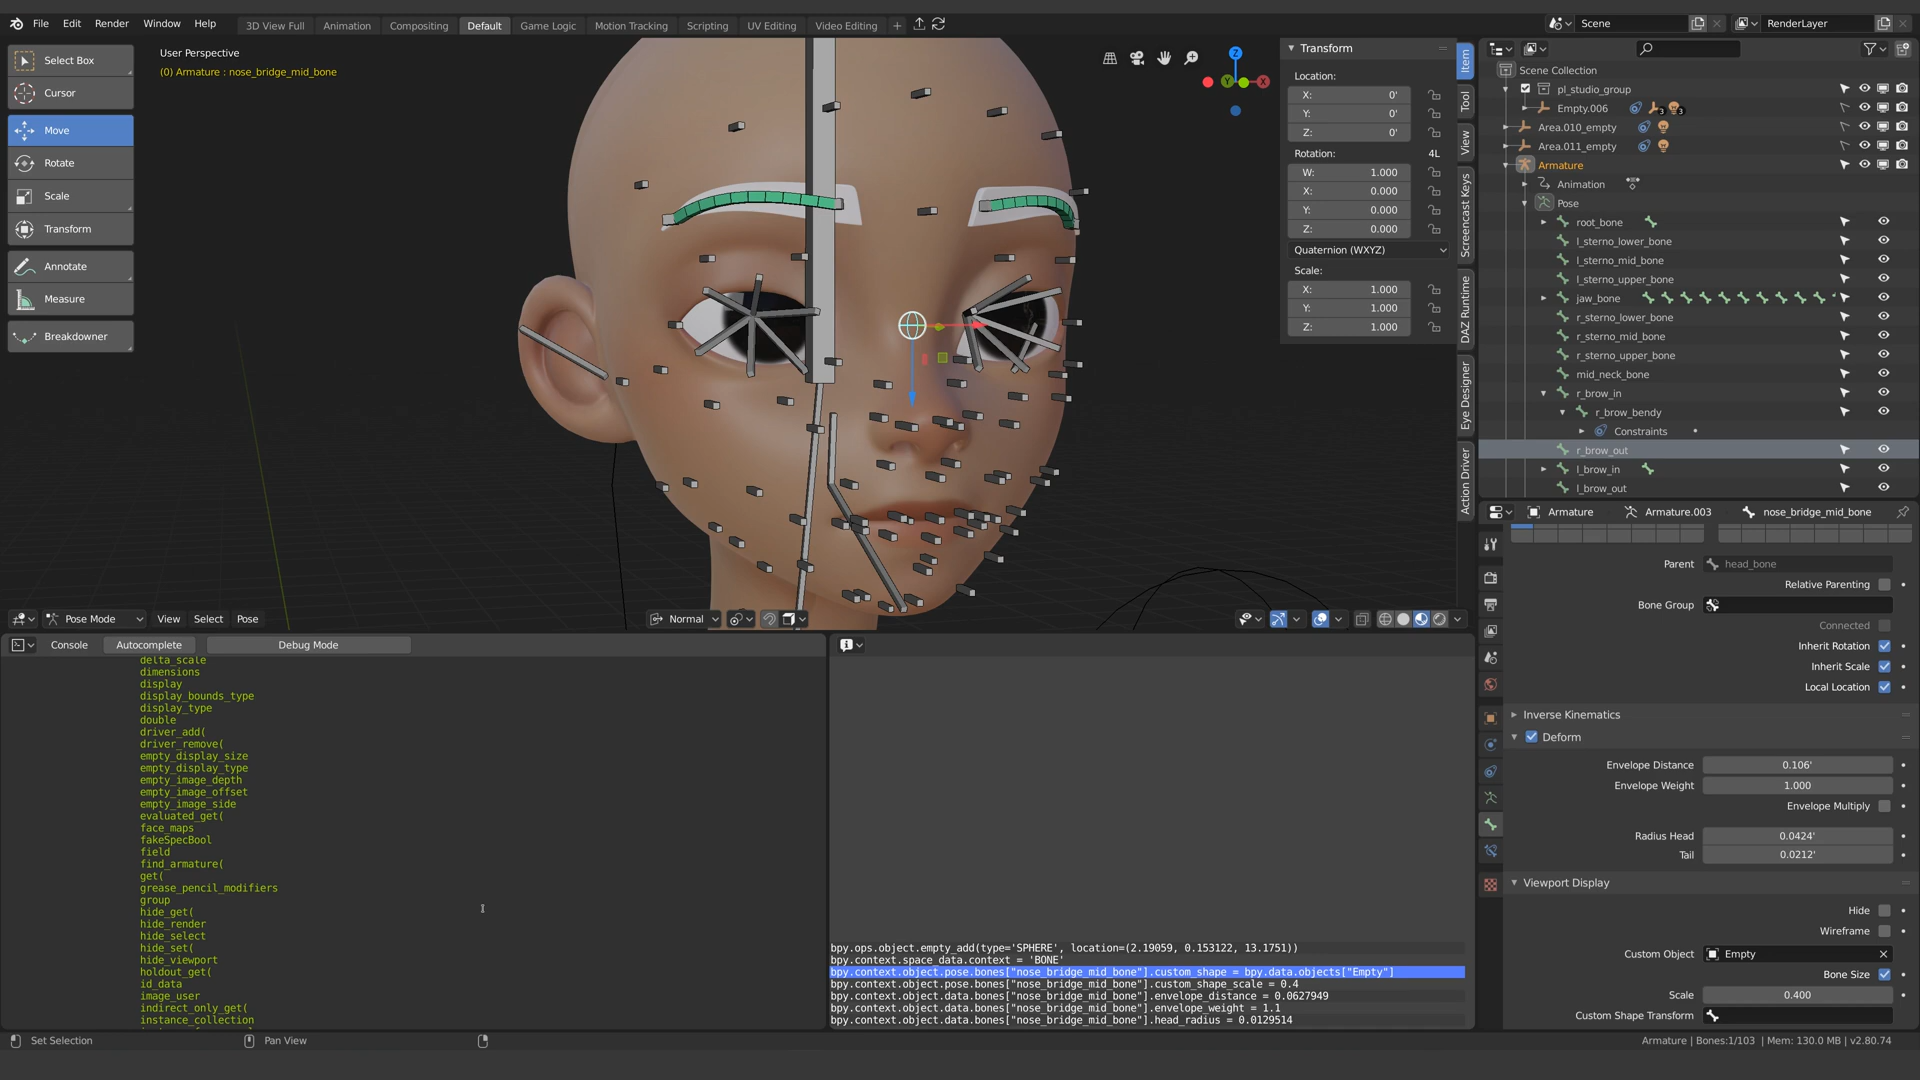 File Edit Render Window Help 3D View Full Animation Compositing Default Game Logic Motion Tracking Scripting UV Editing Video Editing + Scene RenderLayer
Select Box
Cursor
Move
Rotate
Scale
Transform
Annotate
Measure
Breakdowner
User Perspective
(0) Armature : nose_bridge_mid_bone
Z
Y
X
Transform
Location:
X: 0'
Y: 0'
Z: 0'
Rotation: 4L
W: 1.000
X: 0.000
Y: 0.000
Z: 0.000
Quaternion (WXYZ)
Scale:
X: 1.000
Y: 1.000
Z: 1.000
Item
Tool
View
Screencast Keys
DAZ Runtime
Eye Designer
Action Driver
Scene Collection
pl_studio_group
Empty.006 3 3
Area.010_empty
Area.011_empty
Armature
Animation
Pose
root_bone
l_sterno_lower_bone
l_sterno_mid_bone
l_sterno_upper_bone
jaw_bone
r_sterno_lower_bone
r_sterno_mid_bone
r_sterno_upper_bone
mid_neck_bone
r_brow_in
r_brow_bendy
Constraints
r_brow_out
l_brow_in
l_brow_out
Pose Mode View Select Pose Normal
Console Autocomplete Debug Mode
delta_scale
dimensions
display
display_bounds_type
display_type
double
driver_add(
driver_remove(
empty_display_size
empty_display_type
empty_image_depth
empty_image_offset
empty_image_side
evaluated_get(
face_maps
fakeSpecBool
field
find_armature(
get(
grease_pencil_modifiers
group
hide_get(
hide_render
hide_select
hide_set(
hide_viewport
holdout_get(
id_data
image_user
indirect_only_get(
instance_collection
bpy.ops.object.empty_add(type='SPHERE', location=(2.19059, 0.153122, 13.1751))
bpy.context.space_data.context = 'BONE'
bpy.context.object.pose.bones["nose_bridge_mid_bone"].custom_shape = bpy.data.objects["Empty"]
bpy.context.object.pose.bones["nose_bridge_mid_bone"].custom_shape_scale = 0.4
bpy.context.object.data.bones["nose_bridge_mid_bone"].envelope_distance = 0.0627949
bpy.context.object.data.bones["nose_bridge_mid_bone"].envelope_weight = 1.1
bpy.context.object.data.bones["nose_bridge_mid_bone"].head_radius = 0.0129514
Armature Armature.003 nose_bridge_mid_bone
Parent head_bone
Relative Parenting
Bone Group
Connected
Inherit Rotation
Inherit Scale
Local Location
Inverse Kinematics
Deform
Envelope Distance 0.106'
Envelope Weight 1.000
Envelope Multiply
Radius Head 0.0424'
Tail 0.0212'
Viewport Display
Hide
Wireframe
Custom Object Empty
Bone Size
Scale 0.400
Custom Shape Transform
Set Selection Pan View Armature | Bones:1/103 | Mem: 130.0 MB | v2.80.74